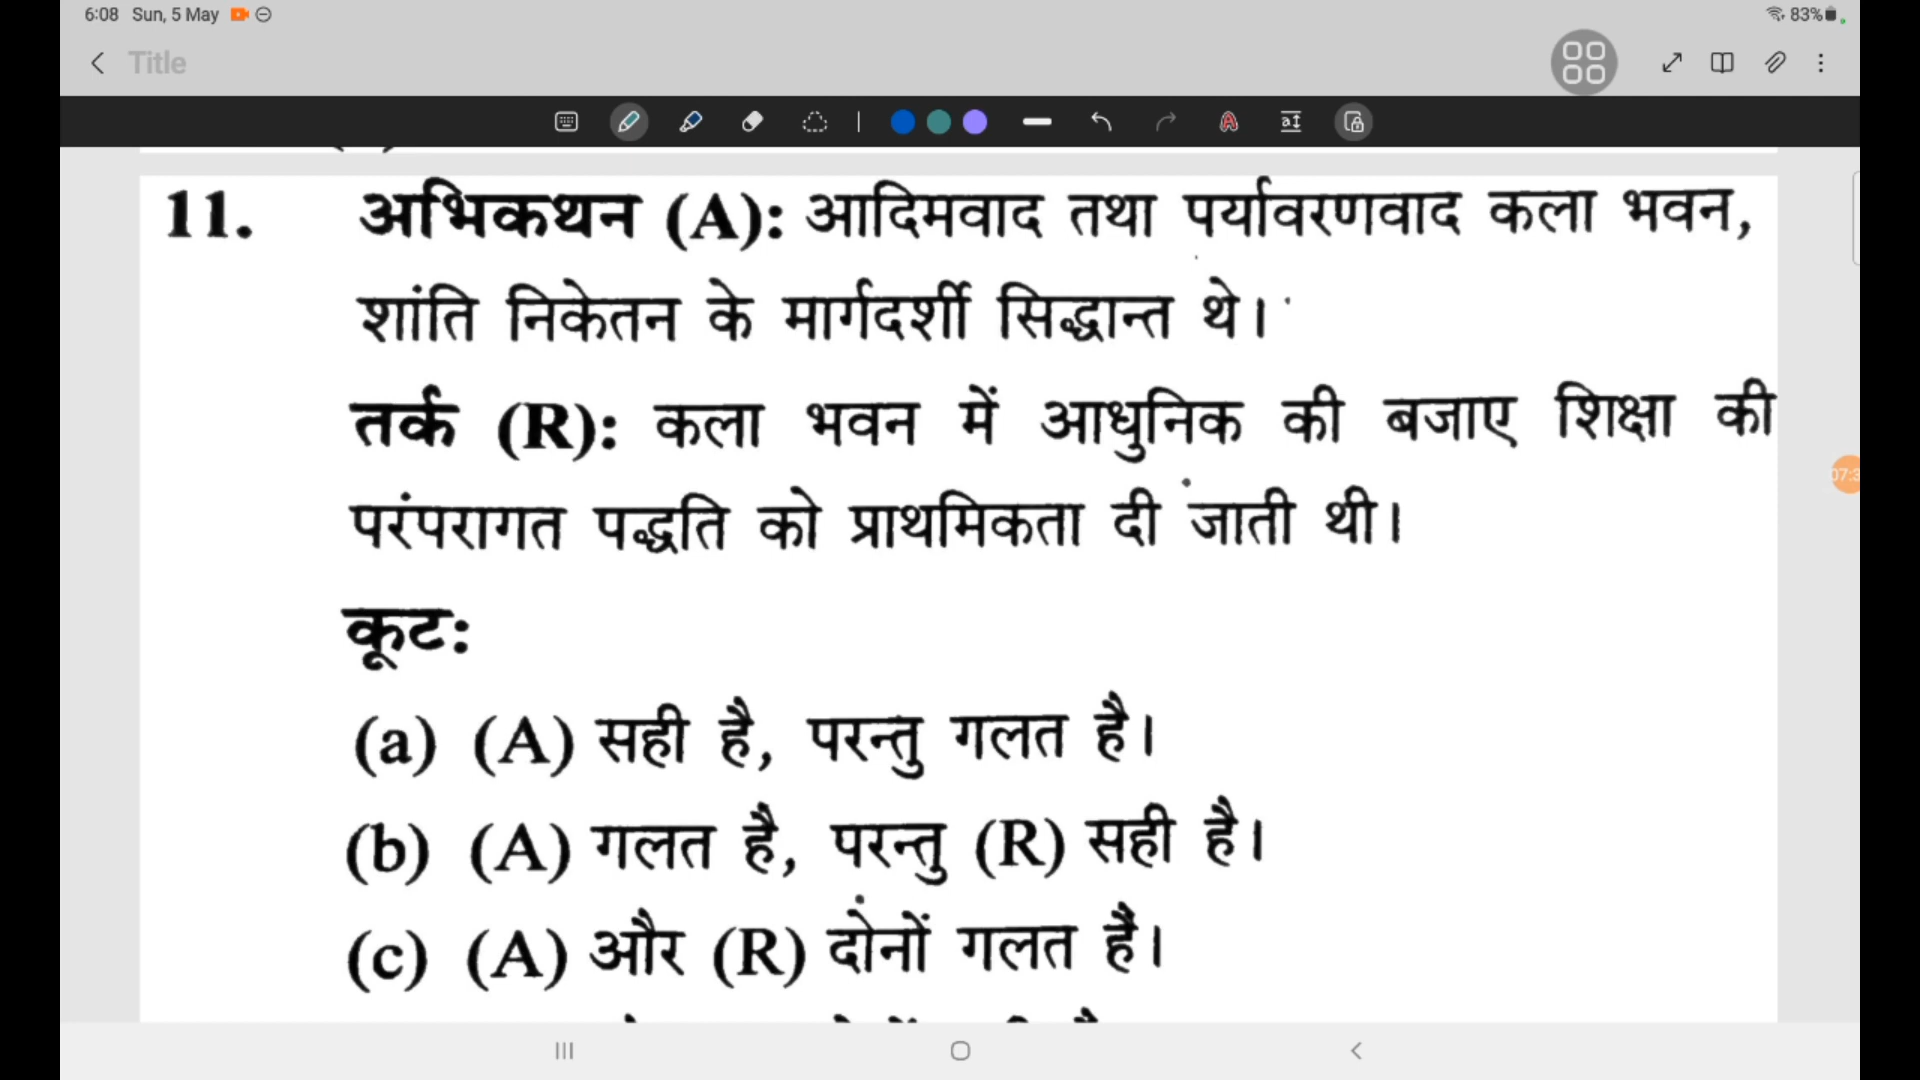 6:08 Sun, 5 May
83%
Title
11. अभिकथन (A): आदिमवाद तथा पर्यावरणवाद कला भवन,
शांति निकेतन के मार्गदर्शी सिद्धान्त थे।
तर्क (R): कला भवन में आधुनिक की बजाए शिक्षा की
परंपरागत पद्धति को प्राथमिकता दी जाती थी।
कूटः
(a) (A) सही है, परन्तु गलत है।
(b) (A) गलत है, परन्तु (R) सही है।
(c) (A) और (R) दोनों गलत हैं।